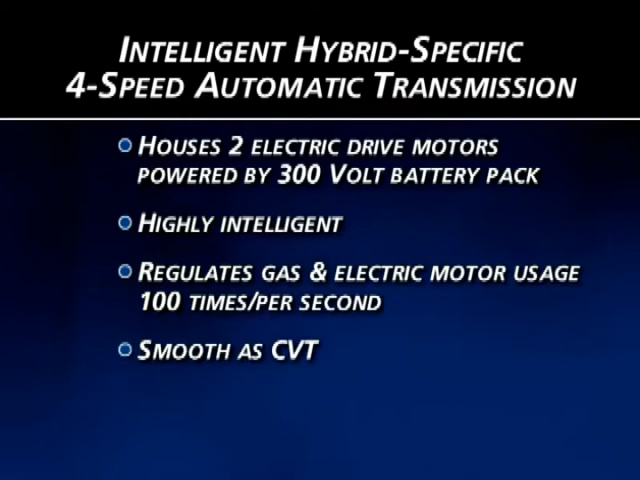 INTELLIGENT HYBRID-SPECIFIC
4-SPEED AUTOMATIC TRANSMISSION
HOUSES 2 ELECTRIC DRIVE MOTORS
POWERED BY 300 VOLT BATTERY PACK
HIGHLY INTELLIGENT
REGULATES GAS & ELECTRIC MOTOR USAGE
100 TIMES/PER SECOND
SMOOTH AS CVT